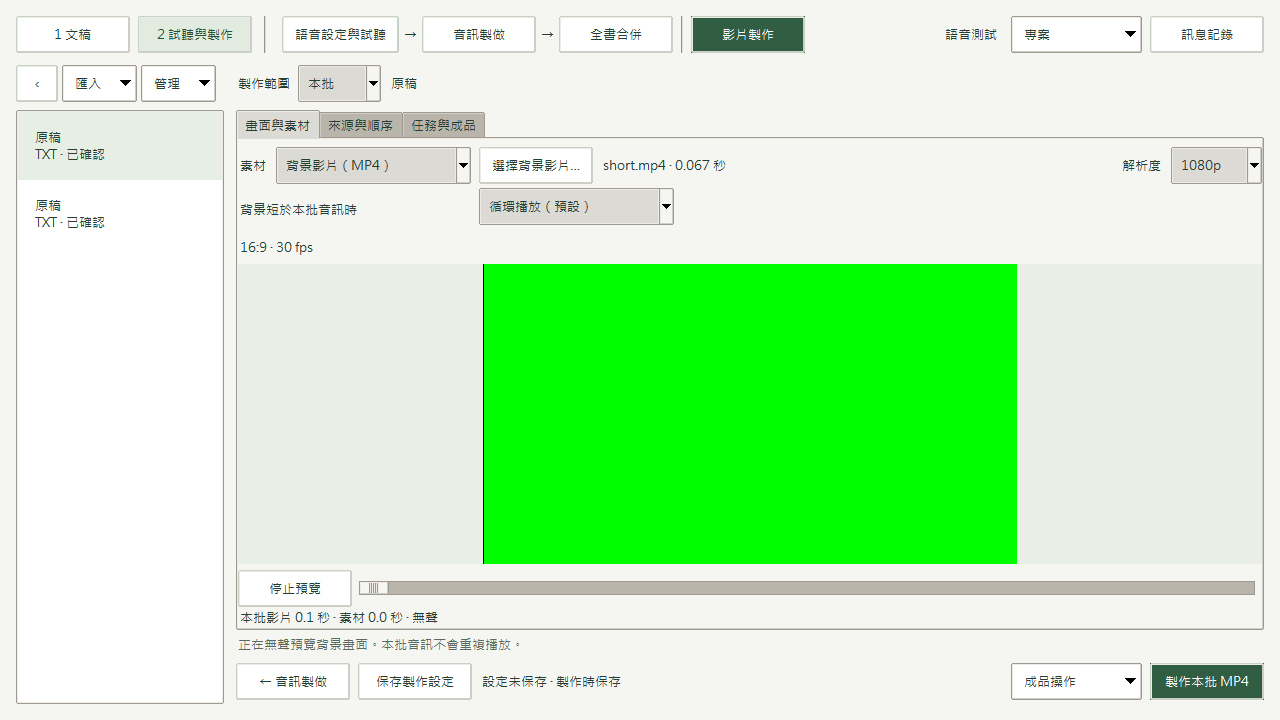 1 文稿
2 試聽與製作
語音設定與試聽 → 音訊製做 → 全書合併
影片製作
語音測試
專案
訊息記錄
‹
匯入
管理
製作範圍
本批
原稿
原稿
TXT · 已確認
原稿
TXT · 已確認
畫面與素材
來源與順序
任務與成品
素材
背景影片（MP4）
選擇背景影片...
short.mp4 · 0.067 秒
解析度
1080p
背景短於本批音訊時
循環播放（預設）
16:9 · 30 fps
停止預覽
本批影片 0.1 秒 · 素材 0.0 秒 · 無聲
正在無聲預覽背景畫面。本批音訊不會重複播放。
← 音訊製做
保存製作設定
設定未保存 · 製作時保存
成品操作
製作本批 MP4